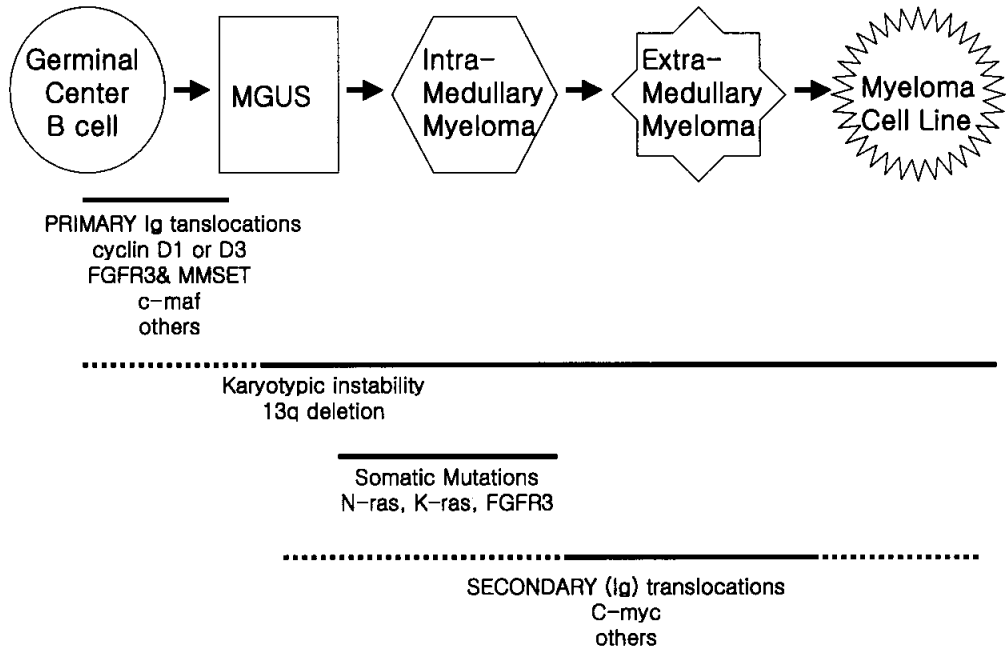 Germinal
Center
B cell
MGUS
Intra-
Medullary
Myeloma
Extra-
Medullary
Myeloma
Myeloma
Cell Line
PRIMARY Ig tanslocations
cyclin D1 or D3
FGFR3& MMSET
c-maf
others
Karyotypic instability
13q deletion
Somatic Mutations
N-ras, K-ras, FGFR3
SECONDARY (Ig) translocations
C-myc
others